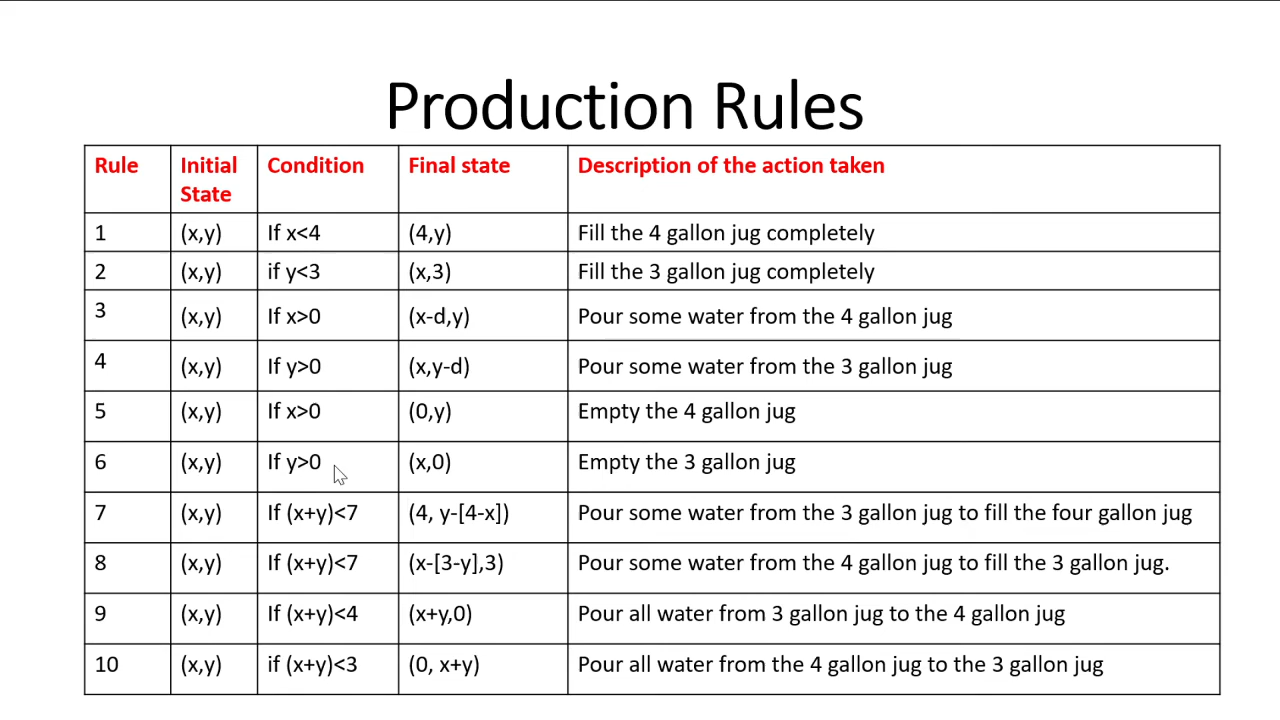 Production Rules
Rule Initial State Condition Final state Description of the action taken
1 (x,y) If x<4 (4,y) Fill the 4 gallon jug completely
2 (x,y) if y<3 (x,3) Fill the 3 gallon jug completely
3 (x,y) If x>0 (x-d,y) Pour some water from the 4 gallon jug
4 (x,y) If y>0 (x,y-d) Pour some water from the 3 gallon jug
5 (x,y) If x>0 (0,y) Empty the 4 gallon jug
6 (x,y) If y>0 (x,0) Empty the 3 gallon jug
7 (x,y) If (x+y)<7 (4, y-[4-x]) Pour some water from the 3 gallon jug to fill the four gallon jug
8 (x,y) If (x+y)<7 (x-[3-y],3) Pour some water from the 4 gallon jug to fill the 3 gallon jug.
9 (x,y) If (x+y)<4 (x+y,0) Pour all water from 3 gallon jug to the 4 gallon jug
10 (x,y) if (x+y)<3 (0, x+y) Pour all water from the 4 gallon jug to the 3 gallon jug